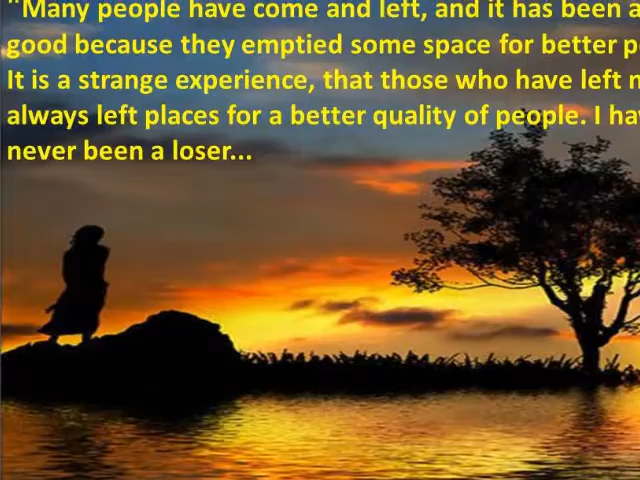 "Many people have come and left, and it has been a
good because they emptied some space for better p
It is a strange experience, that those who have left
always left places for a better quality of people. I ha
never been a loser...